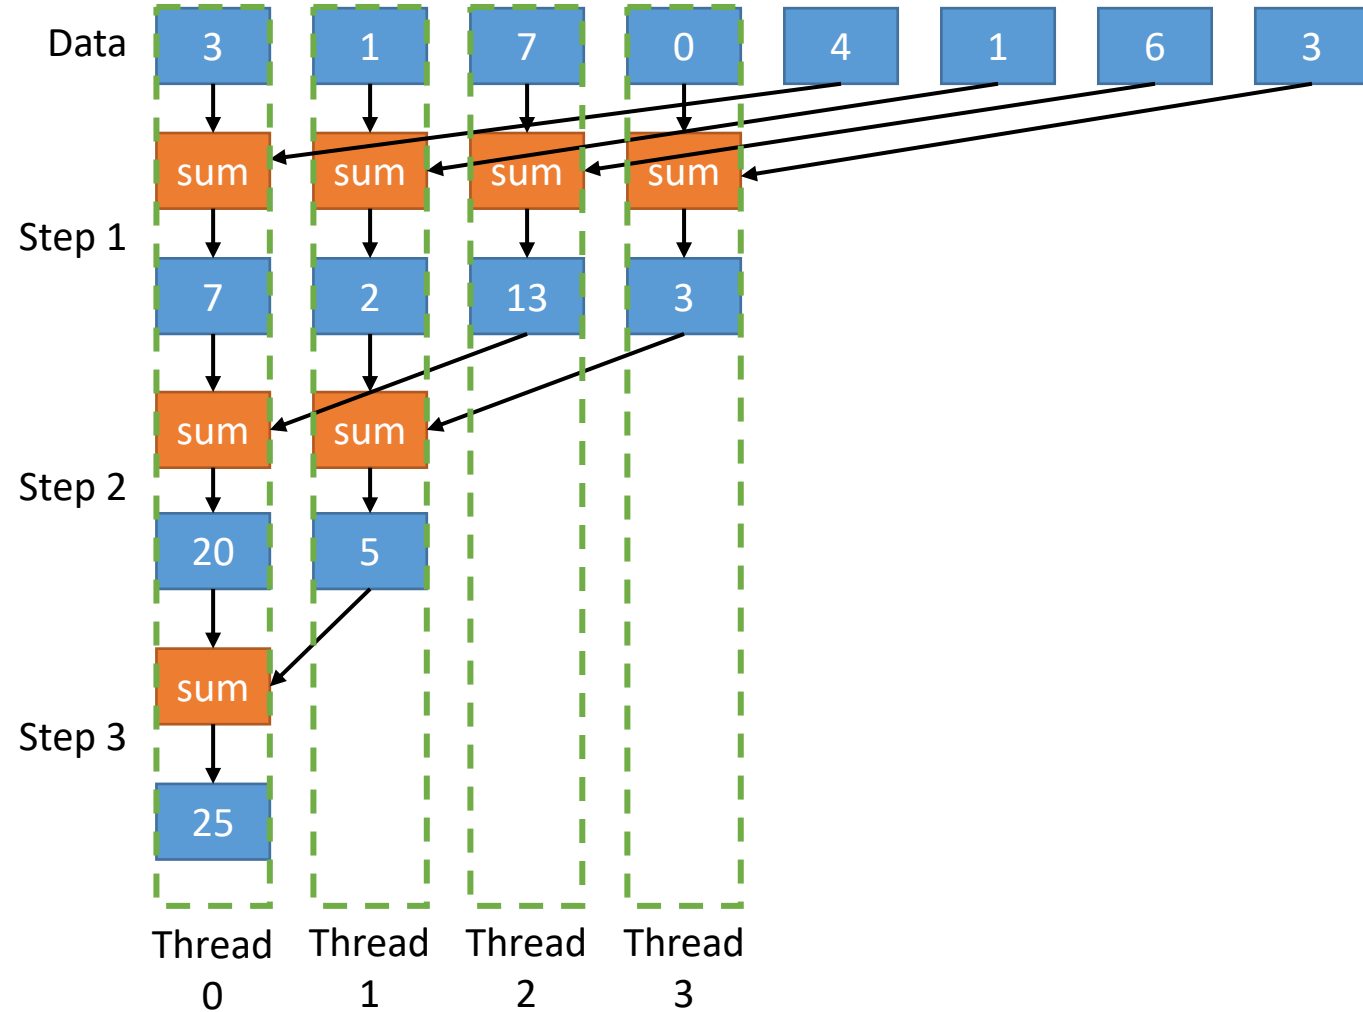 Data 3 1 7 0 4 1 6 3
sum sum sum sum
Step 1
7 2 13 3
sum sum
Step 2
20 5
sum
Step 3
25
Thread Thread Thread Thread
0 1 2 3